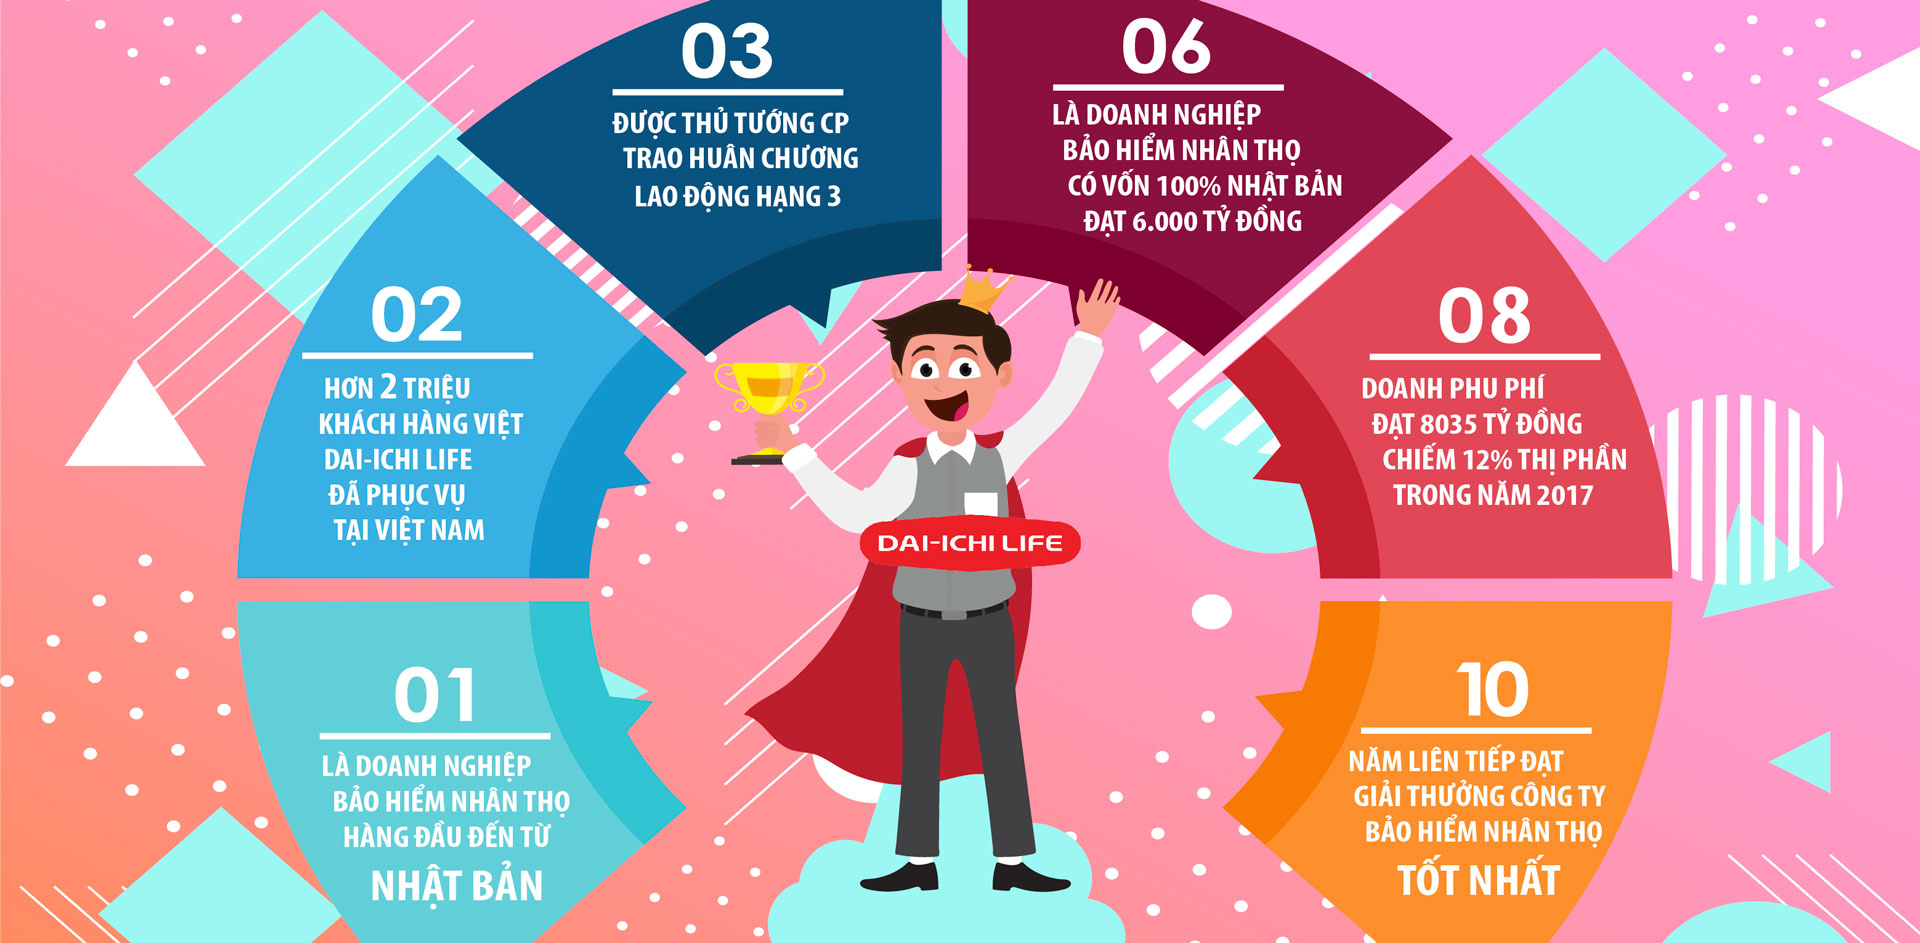 01
LÀ DOANH NGHIỆP
BẢO HIỂM NHÂN THỌ
HÀNG ĐẦU ĐẾN TỪ
NHẬT BẢN
02
HƠN 2 TRIỆU
KHÁCH HÀNG VIỆT
DAI-ICHI LIFE
ĐÃ PHỤC VỤ
TẠI VIỆT NAM
03
ĐƯỢC THỦ TƯỚNG CP
TRAO HUÂN CHƯƠNG
LAO ĐỘNG HẠNG 3
06
LÀ DOANH NGHIỆP
BẢO HIỂM NHÂN THỌ
CÓ VỐN 100% NHẬT BẢN
ĐẠT 6.000 TỶ ĐỒNG
08
DOANH PHU PHÍ
ĐẠT 8035 TỶ ĐỒNG
CHIẾM 12% THỊ PHẦN
TRONG NĂM 2017
10
NĂM LIÊN TIẾP ĐẠT
GIẢI THƯỞNG CÔNG TY
BẢO HIỂM NHÂN THỌ
TỐT NHẤT
DAI-ICHI LIFE